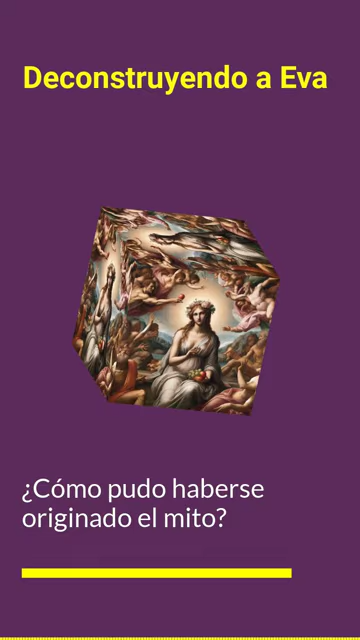 Deconstruyendo a Eva
¿Cómo pudo haberse
originado el mito?